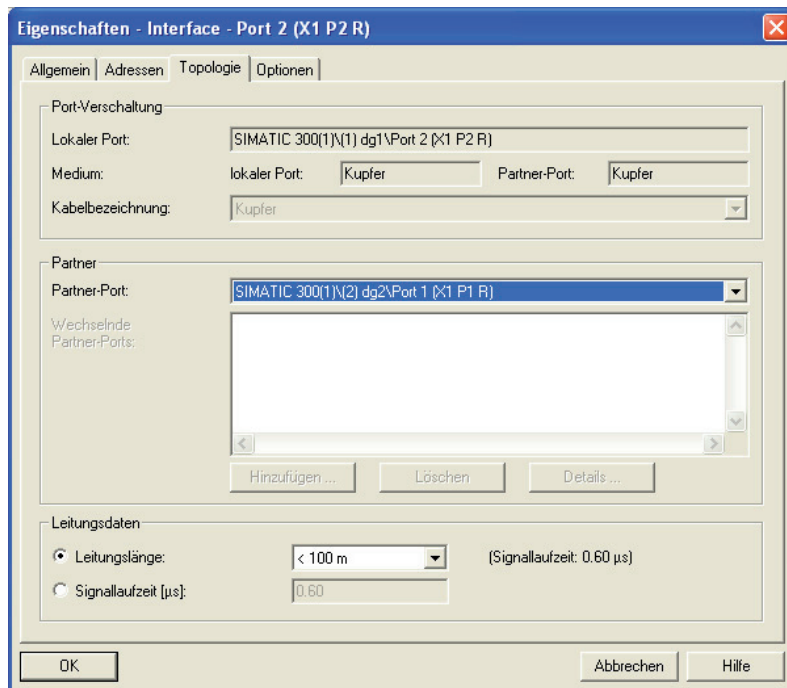 Eigenschaften - Interface - Port 2 (X1 P2 R)
Allgemein Adressen Topologie Optionen
Port-Verschaltung
Lokaler Port: SIMATIC 300(1)\(1) dg1\Port 2 (X1 P2 R)
Medium: lokaler Port: Kupfer Partner-Port: Kupfer
Kabelbezeichnung: Kupfer
Partner
Partner-Port: SIMATIC 300(1)\(2) dg2\Port 1 (X1 P1 R)
Wechselnde
Partner-Ports:
Hinzufügen ... Löschen Details ...
Leitungsdaten
Leitungslänge: < 100 m (Signallaufzeit: 0.60 µs)
Signallaufzeit [µs]: 0.60
OK Abbrechen Hilfe